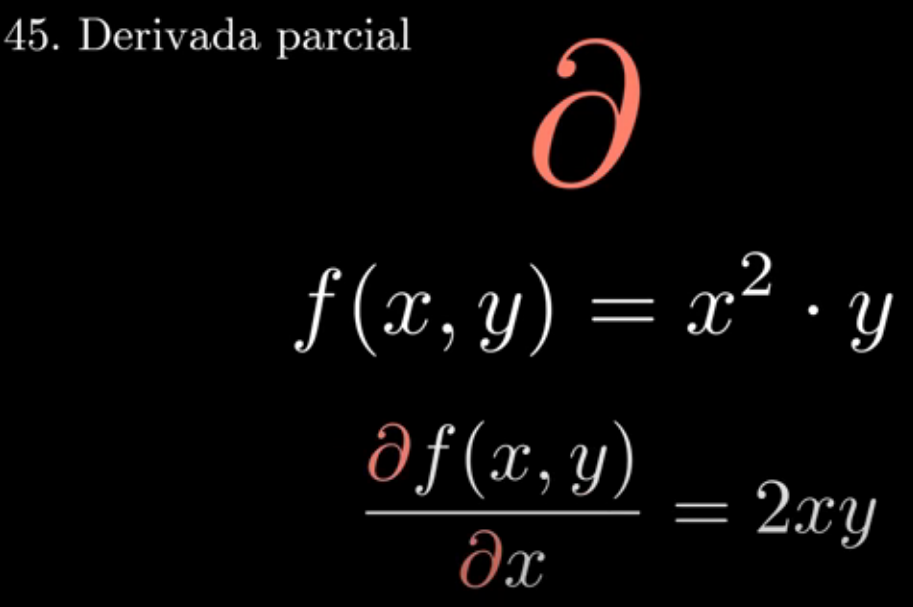 45. Derivada parcial
∂
f(x, y) = x² · y
∂f(x, y)
∂x
= 2xy